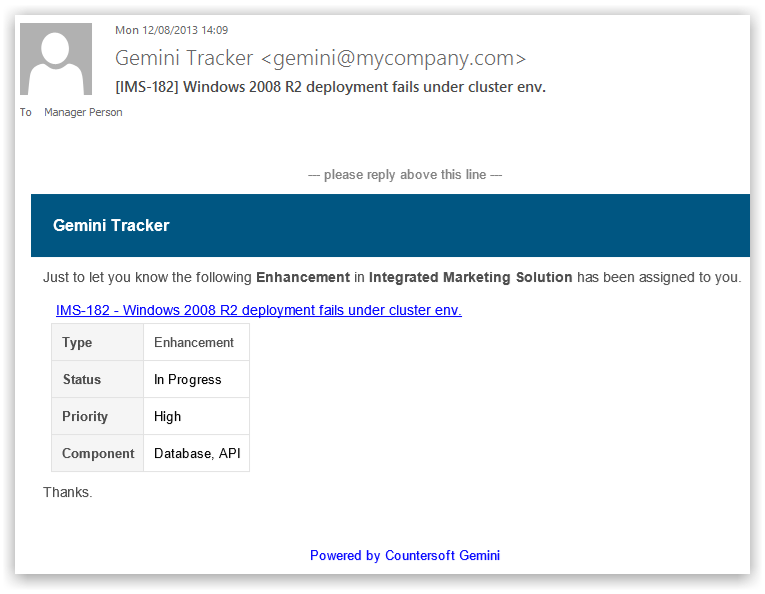 Mon 12/08/2013 14:09
Gemini Tracker <gemini@mycompany.com>
[IMS-182] Windows 2008 R2 deployment fails under cluster env.
To Manager Person
--- please reply above this line ---
Gemini Tracker
Just to let you know the following Enhancement in Integrated Marketing Solution has been assigned to you.
IMS-182 - Windows 2008 R2 deployment fails under cluster env.
Type Enhancement
Status In Progress
Priority High
Component Database, API
Thanks.
Powered by Countersoft Gemini